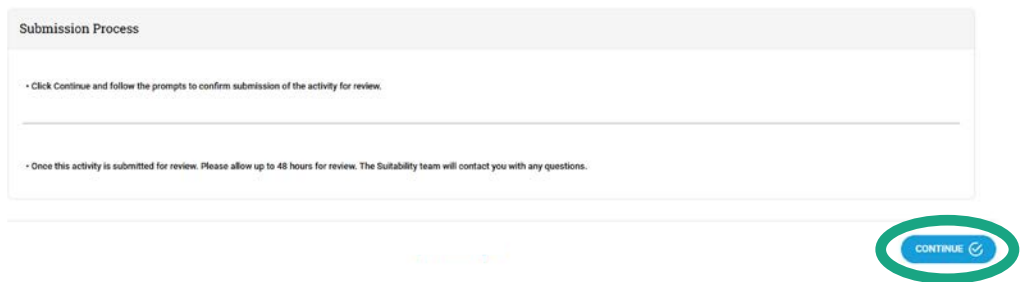 Submission Process
• Click Continue and follow the prompts to confirm submission of the activity for review.
• Once this activity is submitted for review. Please allow up to 48 hours for review. The Suitability team will contact you with any questions.
CONTINUE